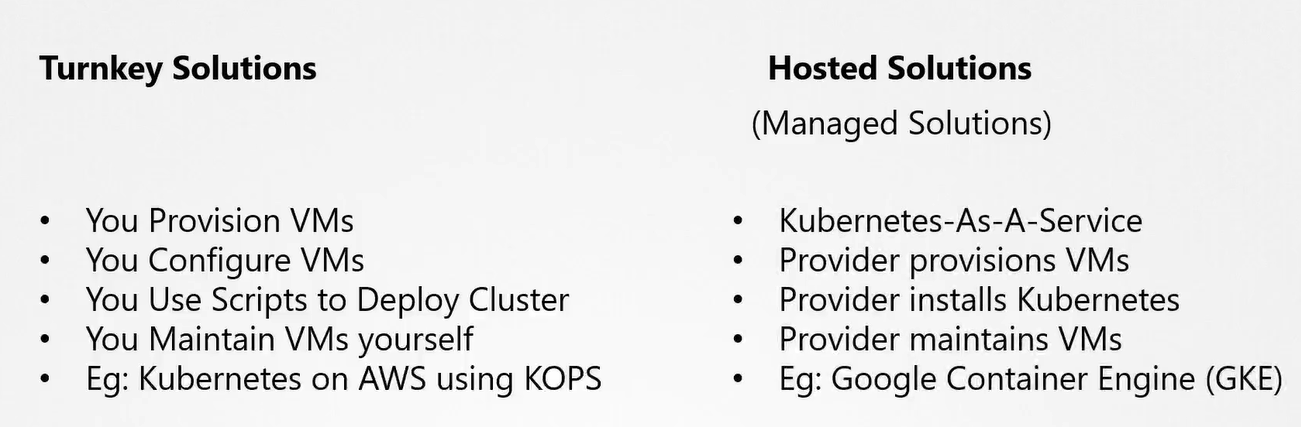 Turnkey Solutions
Hosted Solutions
(Managed Solutions)
• You Provision VMs
• You Configure VMs
• You Use Scripts to Deploy Cluster
• You Maintain VMs yourself
• Eg: Kubernetes on AWS using KOPS
• Kubernetes-As-A-Service
• Provider provisions VMs
• Provider installs Kubernetes
• Provider maintains VMs
• Eg: Google Container Engine (GKE)